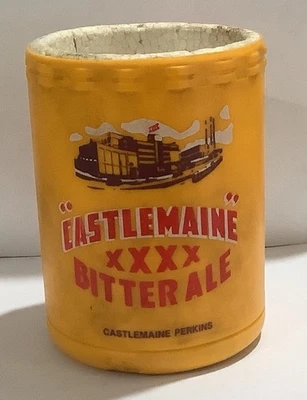 "CASTLEMAINE"
XXXX
BITTER ALE
CASTLEMAINE PERKINS